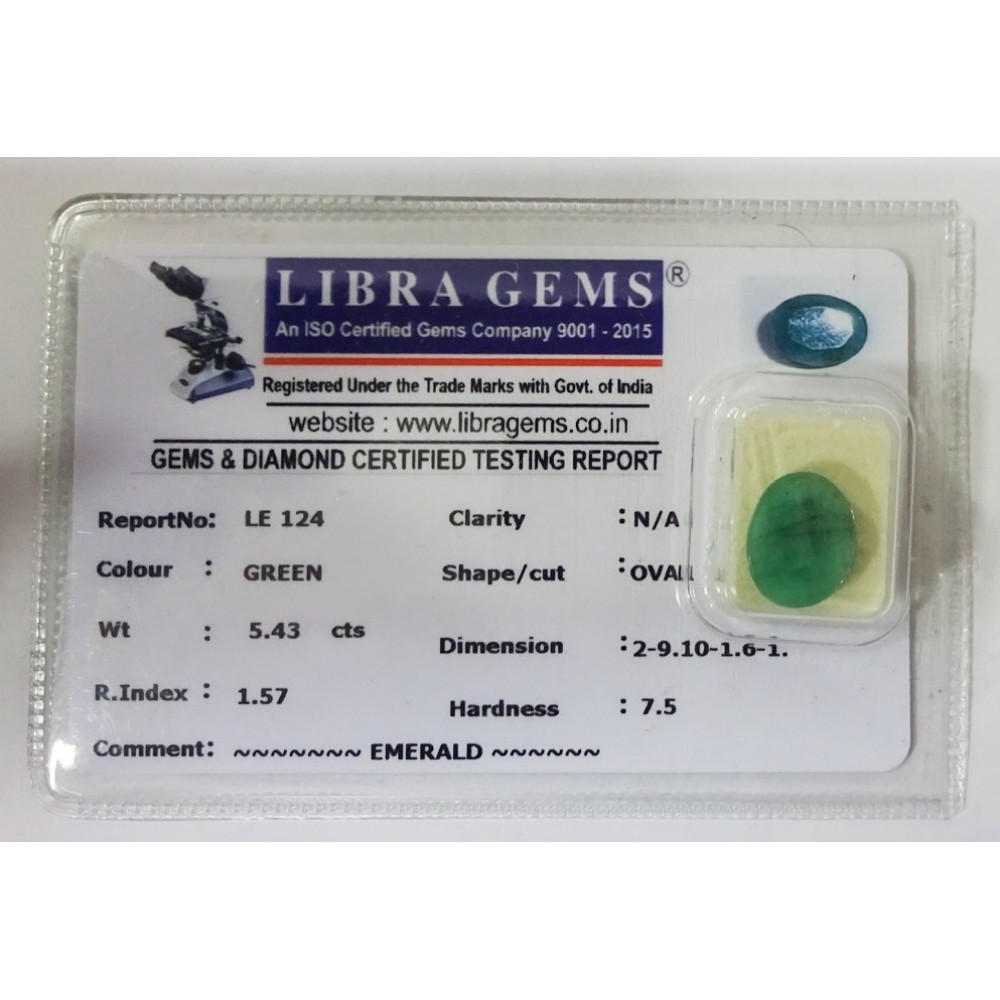 LIBRA GEMS ®
An ISO Certified Gems Company 9001 - 2015
Registered Under the Trade Marks with Govt. of India
website : www.libragems.co.in
GEMS & DIAMOND CERTIFIED TESTING REPORT
ReportNo: LE 124 Clarity : N/A
Colour : GREEN Shape/cut : OVAL
Wt : 5.43 cts Dimension : 2-9.10-1.6-1.
R.Index : 1.57 Hardness : 7.5
Comment: ~~~~~~~ EMERALD ~~~~~~